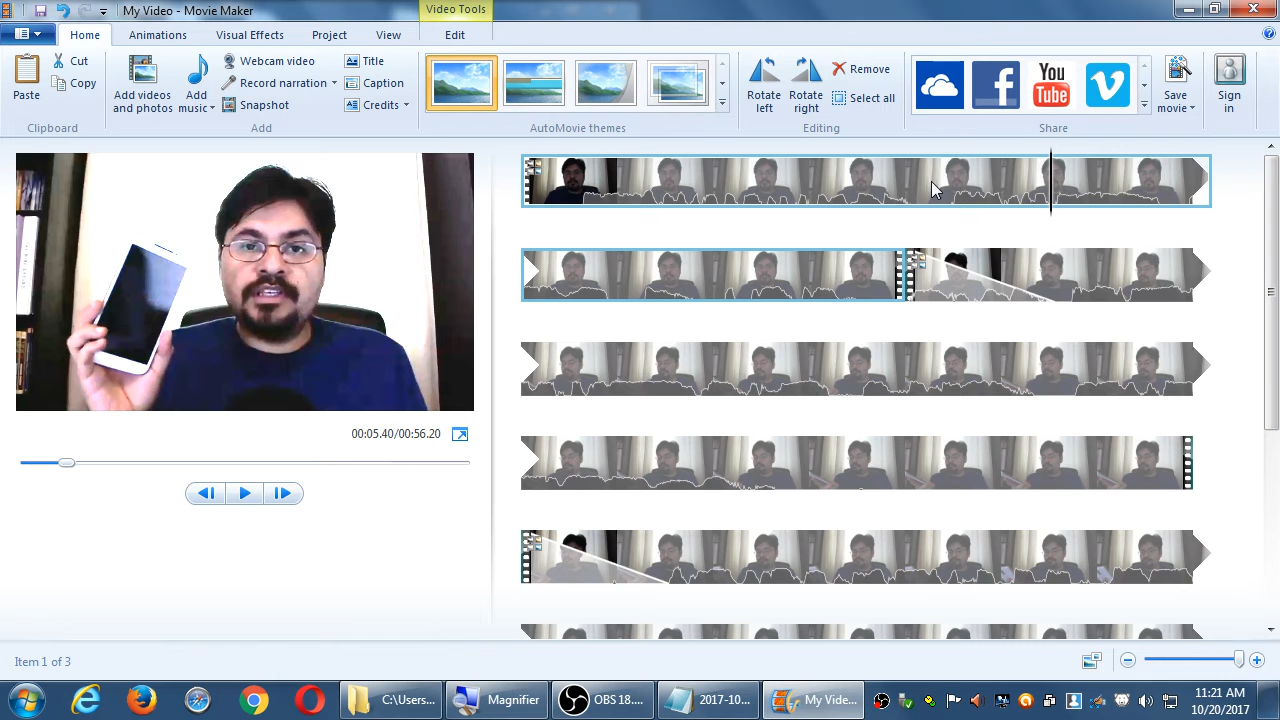 My Video - Movie Maker
Video Tools
Home
Animations
Visual Effects
Project
View
Edit
Paste
Cut
Copy
Clipboard
Add videos and photos
Add music
Webcam video
Record narration
Snapshot
Title
Caption
Credits
Add
AutoMovie themes
Rotate left
Rotate right
Remove
Select all
Editing
You Tube
Share
Save movie
Sign in
00:05.40/00:56.20
Item 1 of 3
C:\Users...
Magnifier
OBS 18....
2017-10...
My Vide...
11:21 AM
10/20/2017